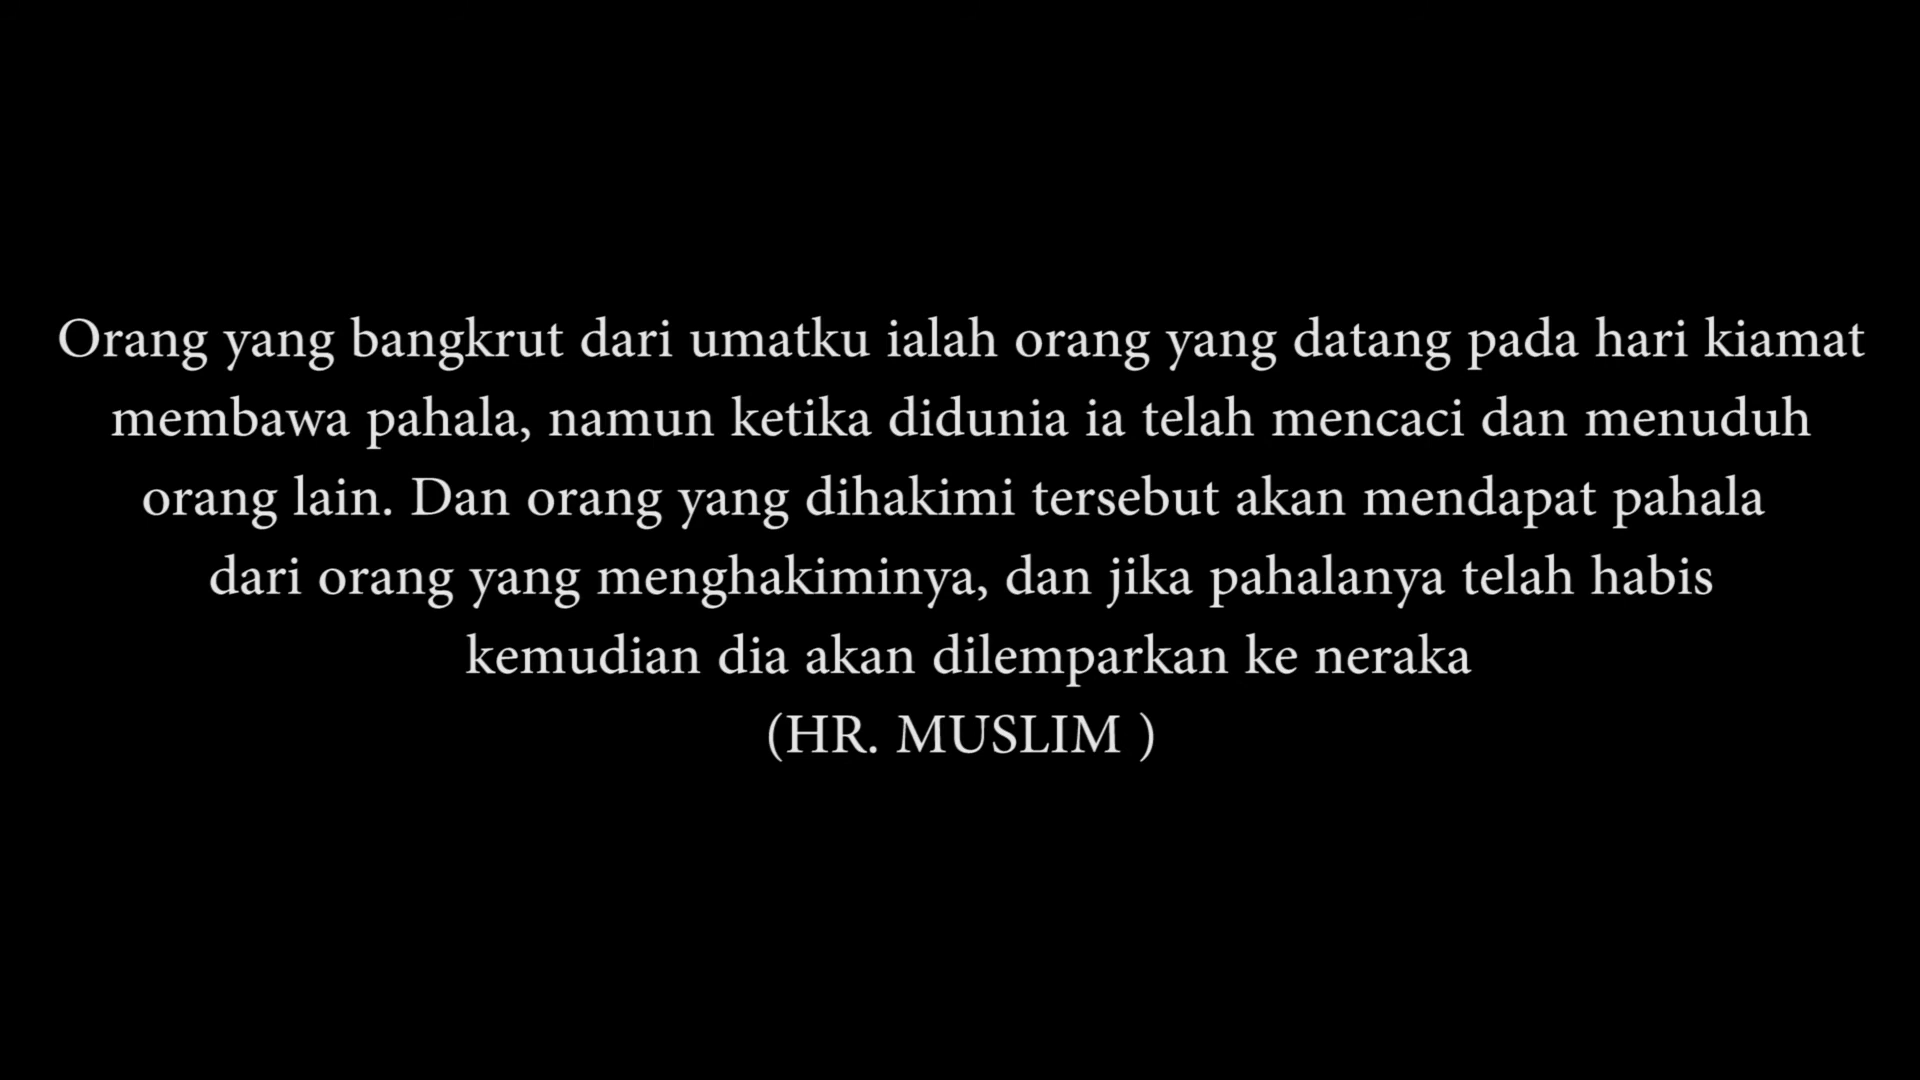 Orang yang bangkrut dari umatku ialah orang yang datang pada hari kiamat
membawa pahala, namun ketika didunia ia telah mencaci dan menuduh
orang lain. Dan orang yang dihakimi tersebut akan mendapat pahala
dari orang yang menghakiminya, dan jika pahalanya telah habis
kemudian dia akan dilemparkan ke neraka
(HR. MUSLIM )